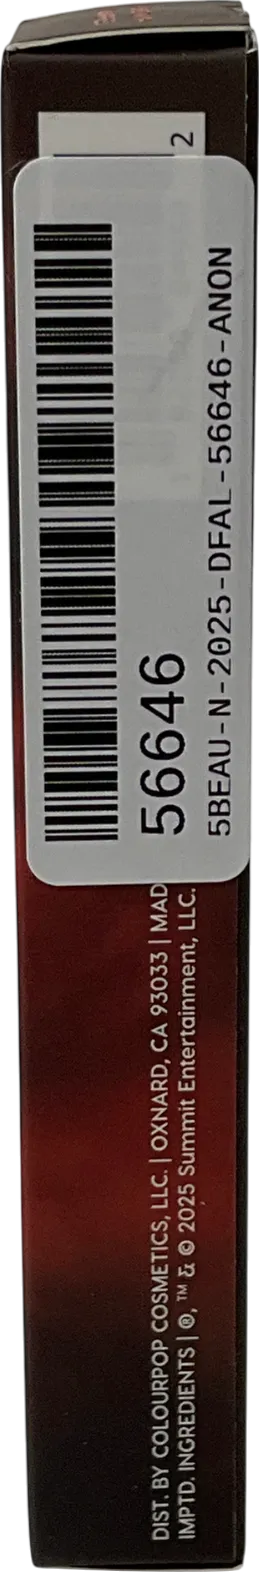 2
56646
5BEAU-N-2025-DFAL-56646-ANON
DIST. BY COLOURPOP COSMETICS, LLC. | OXNARD, CA 93033 | MAD
IMPTD. INGREDIENTS | ®, ™ & © 2025 Summit Entertainment, LLC.